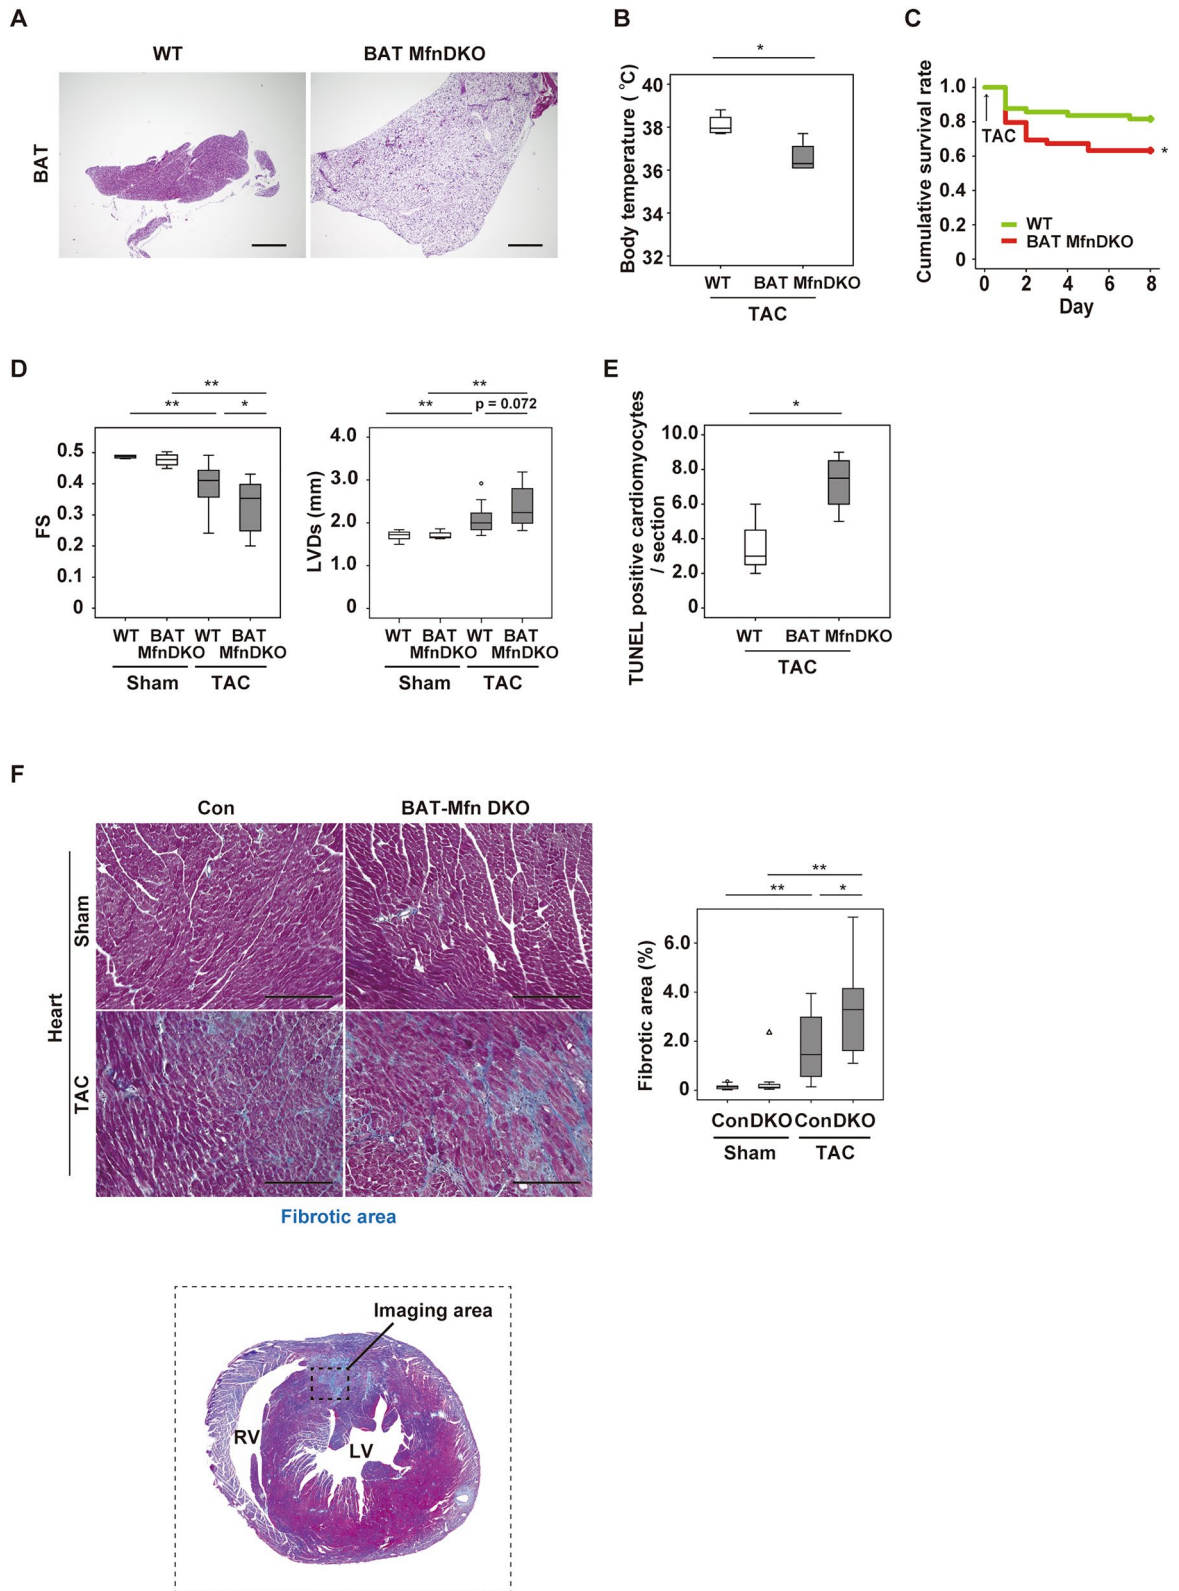 A
WT
BAT MfnDKO
BAT
B
*
Body temperature ( °C)
40
38
36
34
32
WT
BAT MfnDKO
TAC
C
Cumulative survival rate
1.0
0.8
0.6
0.4
0.2
0
TAC
*
WT
BAT MfnDKO
0
2
4
6
8
Day
D
**
**
*
FS
0.5
0.4
0.3
0.2
0.1
0
WT
BAT
MfnDKO
WT
BAT
MfnDKO
Sham
TAC
**
**
p = 0.072
LVDs (mm)
4.0
3.0
2.0
1.0
0
WT
BAT
MfnDKO
WT
BAT
MfnDKO
Sham
TAC
E
*
TUNEL positive cardiomyocytes
/ section
10.0
8.0
6.0
4.0
2.0
0
WT
BAT MfnDKO
TAC
F
Con
BAT-Mfn DKO
Heart
Sham
TAC
Fibrotic area
**
**
*
Fibrotic area (%)
6.0
4.0
2.0
0
Con
DKO
Con
DKO
Sham
TAC
Imaging area
RV
LV